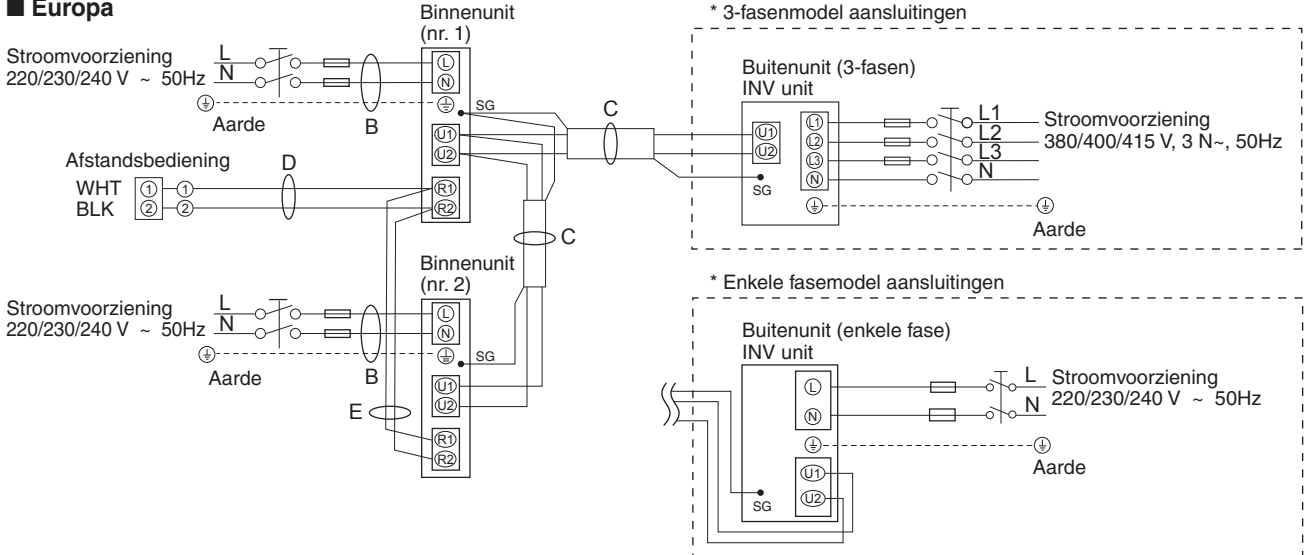 ■ Europa
Binnenunit
(nr. 1)
Stroomvoorziening
220/230/240 V ~ 50Hz
L
N
Aarde
B
L
N
SG
U1
U2
R1
R2
C
Afstandsbediening
WHT 1 1
BLK 2 2
D
C
Binnenunit
(nr. 2)
Stroomvoorziening
220/230/240 V ~ 50Hz
L
N
Aarde
B
L
N
SG
U1
U2
E
R1
R2
* 3-fasenmodel aansluitingen
Buitenunit (3-fasen)
INV unit
U1
U2
SG
L1
L2
L3
N
L1
L2
L3
N
Stroomvoorziening
380/400/415 V, 3 N~, 50Hz
Aarde
* Enkele fasemodel aansluitingen
Buitenunit (enkele fase)
INV unit
L
N
L
N
Stroomvoorziening
220/230/240 V ~ 50Hz
Aarde
U1
U2
SG